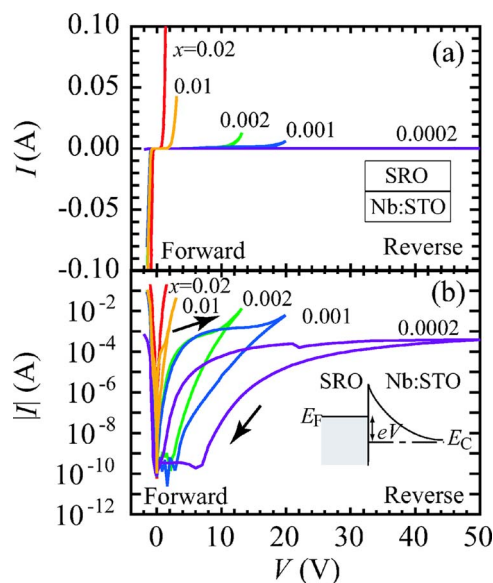 0.10
0.05
0.00
-0.05
-0.10
I (A)
(a)
x=0.02
0.01
0.002
0.001
0.0002
SRO
Nb:STO
Forward
Reverse
10⁻²
10⁻⁴
10⁻⁶
10⁻⁸
10⁻¹⁰
10⁻¹²
|I| (A)
(b)
x=0.02
0.01
0.002
0.001
0.0002
SRO Nb:STO
E_F
eV
E_C
Forward
Reverse
0 10 20 30 40 50
V (V)